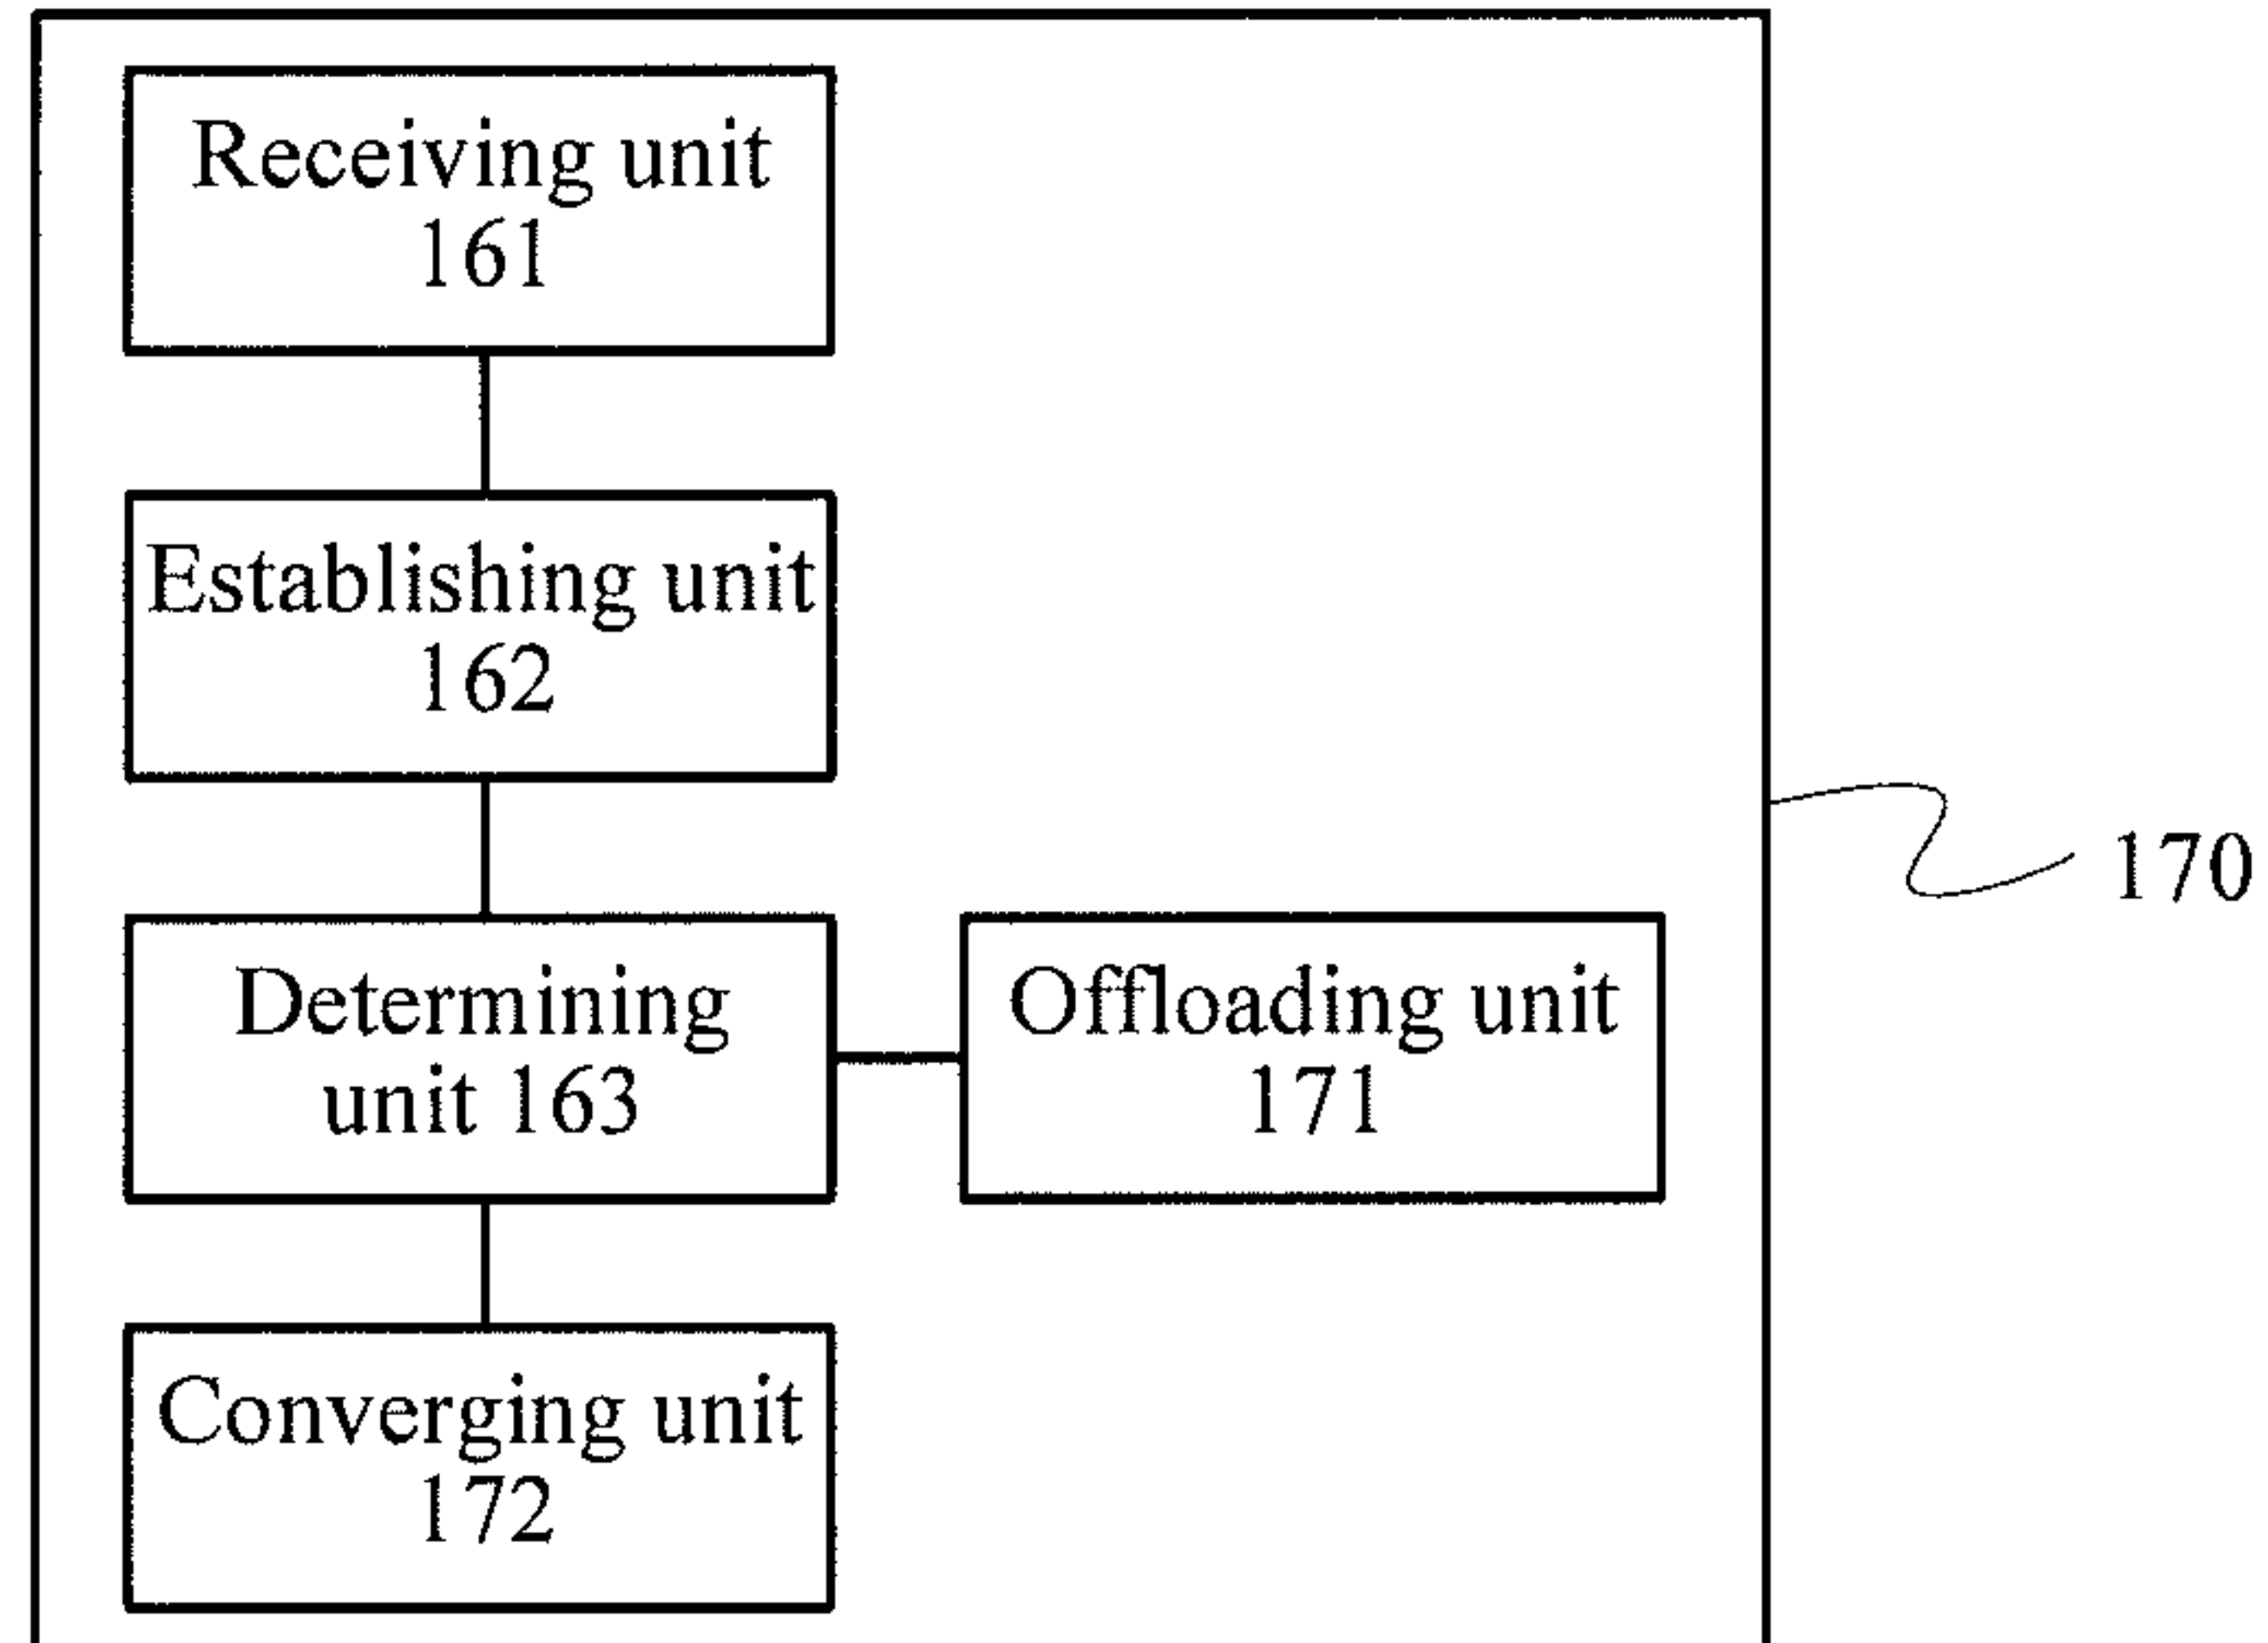 Receiving unit
161
Establishing unit
162
Determining
unit 163
Offloading unit
171
170
Converging unit
172